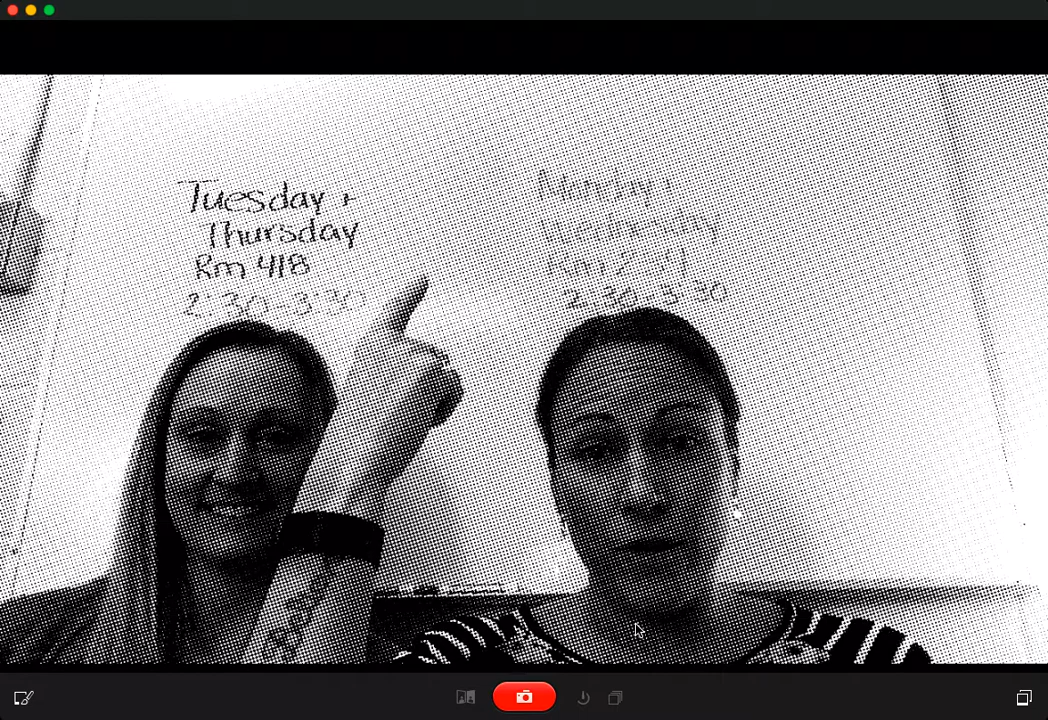 Tuesday +
Thursday
Rm 418
2:30-3:30
Monday +
Wednesday
2:30-3:30